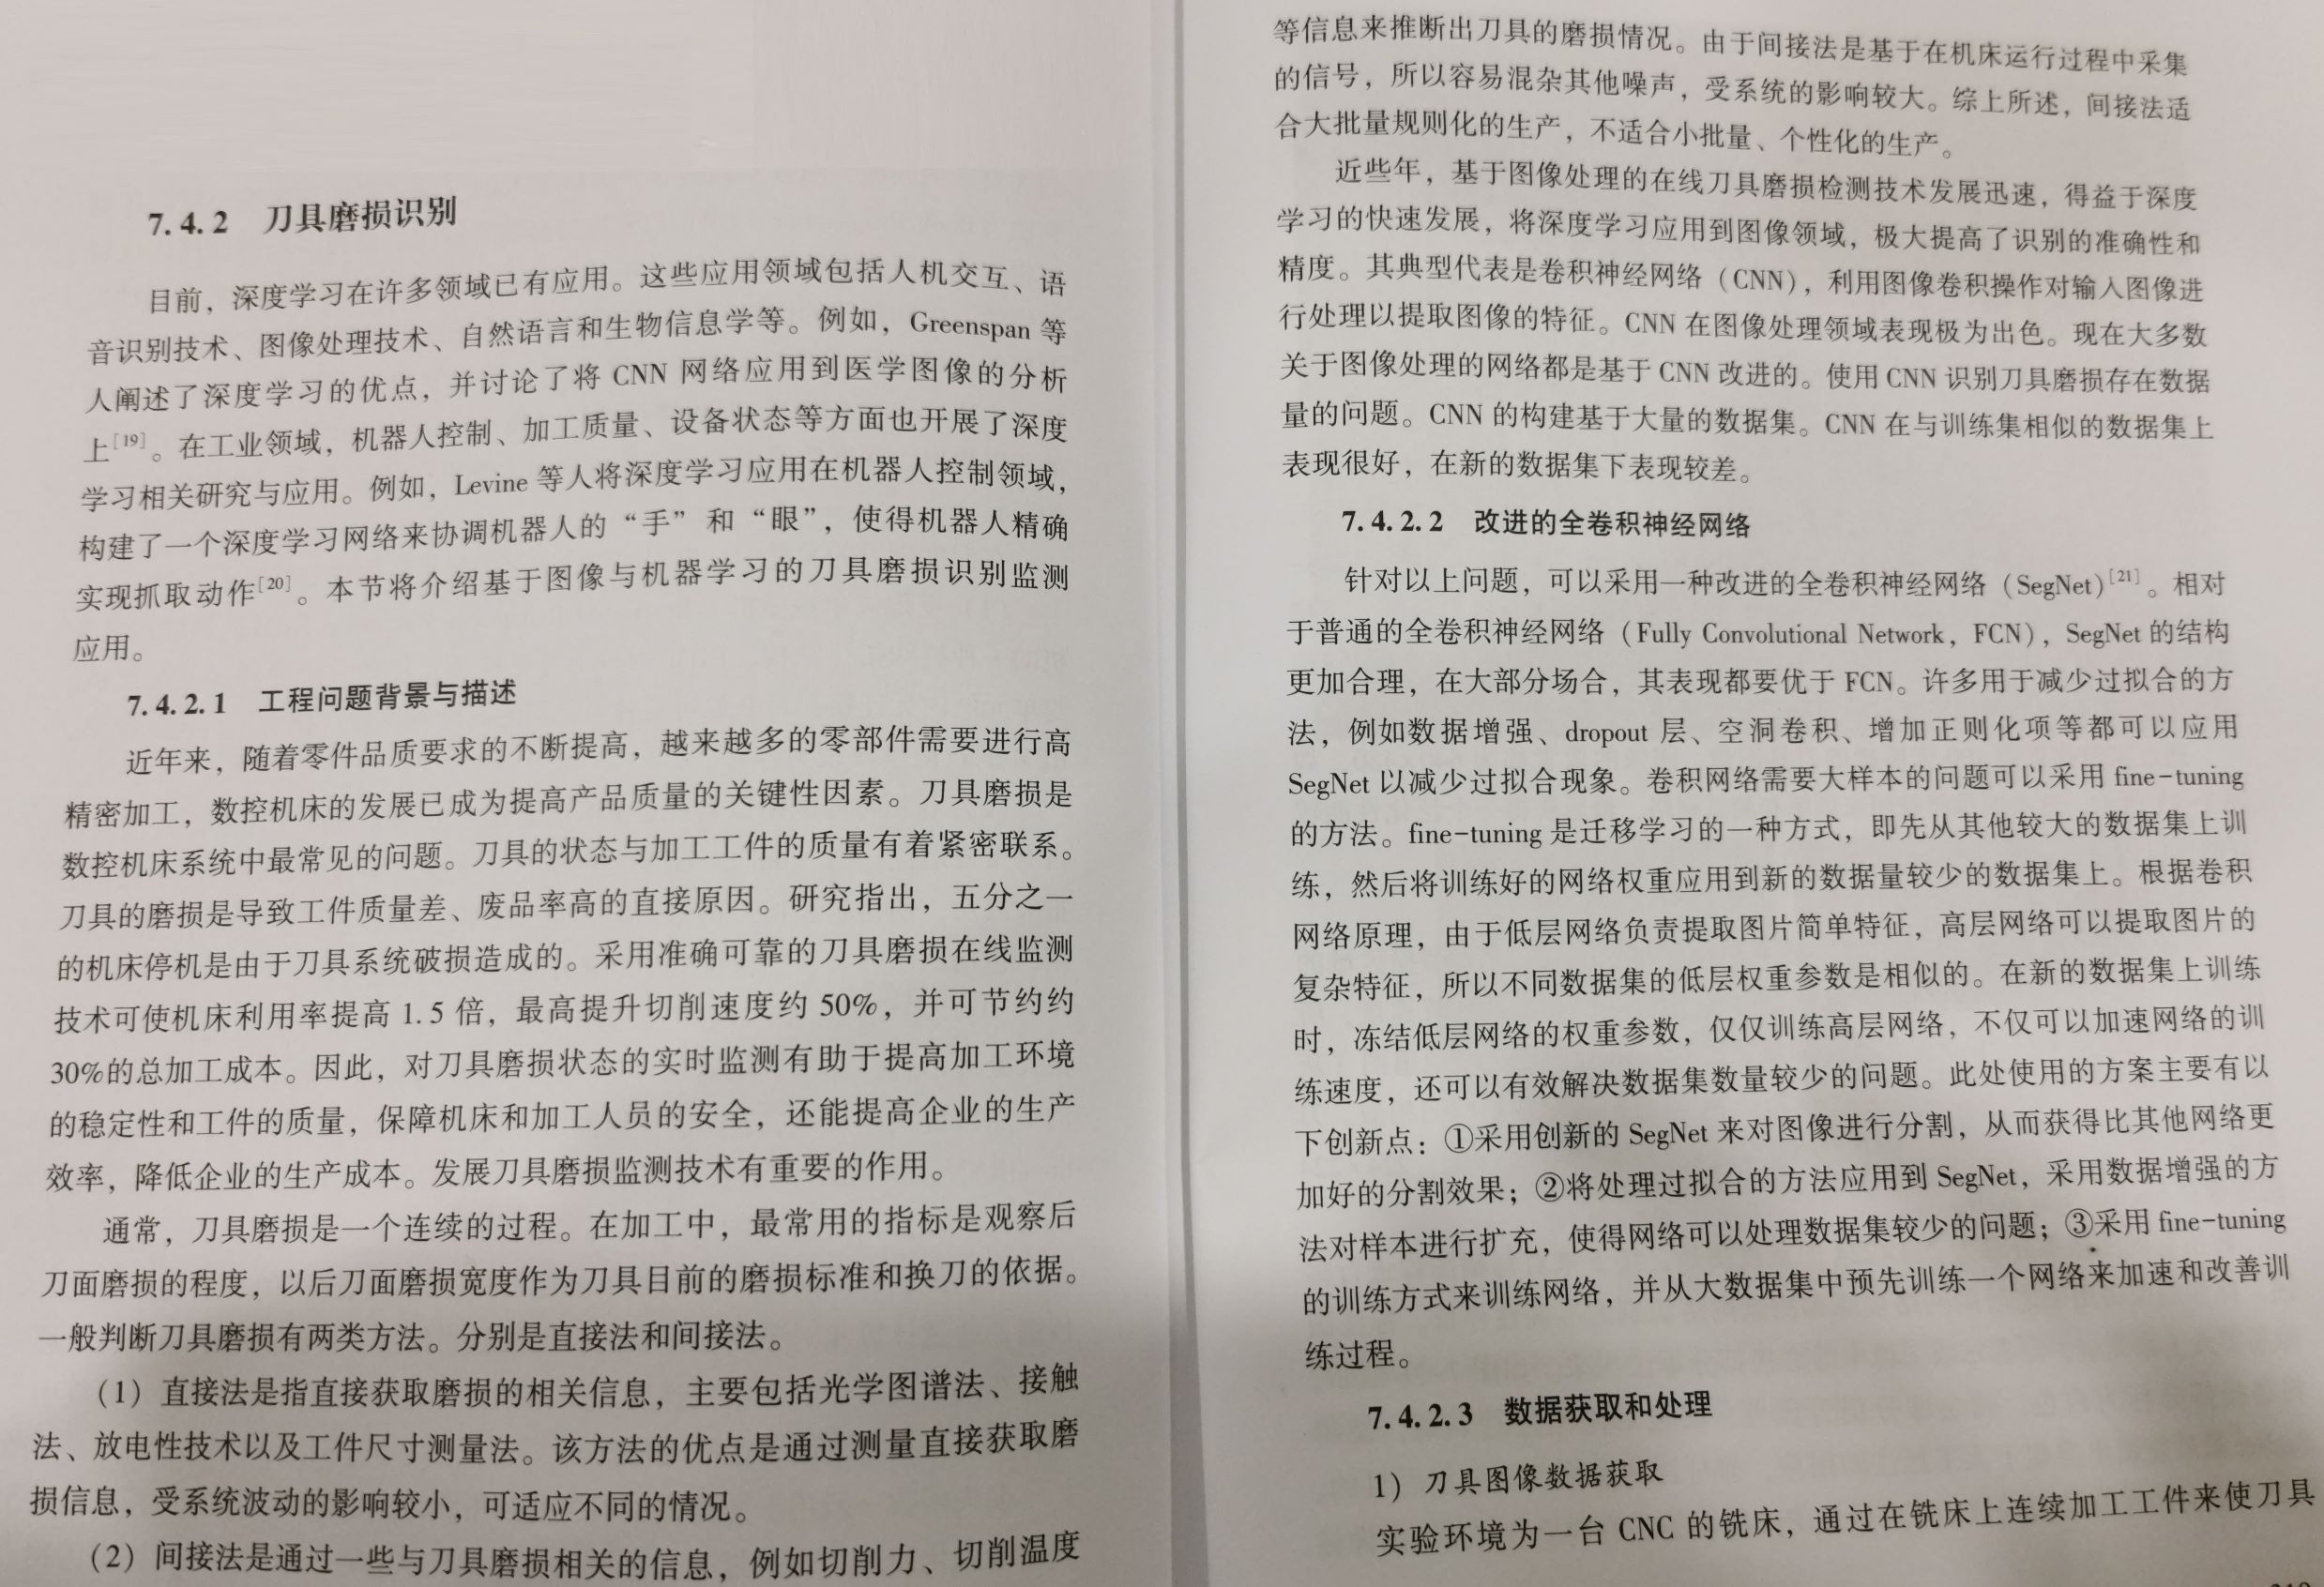 7.4.2 刀具磨损识别
目前，深度学习在许多领域已有应用。这些应用领域包括人机交互、语
音识别技术、图像处理技术、自然语言和生物信息学等。例如，Greenspan 等
人阐述了深度学习的优点，并讨论了将 CNN 网络应用到医学图像的分析
上[19]。在工业领域，机器人控制、加工质量、设备状态等方面也开展了深度
学习相关研究与应用。例如，Levine 等人将深度学习应用在机器人控制领域，
构建了一个深度学习网络来协调机器人的“手”和“眼”，使得机器人精确
实现抓取动作[20]。本节将介绍基于图像与机器学习的刀具磨损识别监测
应用。
7.4.2.1 工程问题背景与描述
近年来，随着零件品质要求的不断提高，越来越多的零部件需要进行高
精密加工，数控机床的发展已成为提高产品质量的关键性因素。刀具磨损是
数控机床系统中最常见的问题。刀具的状态与加工工件的质量有着紧密联系。
刀具的磨损是导致工件质量差、废品率高的直接原因。研究指出，五分之一
的机床停机是由于刀具系统破损造成的。采用准确可靠的刀具磨损在线监测
技术可使机床利用率提高 1.5 倍，最高提升切削速度约 50%，并可节约约
30%的总加工成本。因此，对刀具磨损状态的实时监测有助于提高加工环境
的稳定性和工件的质量，保障机床和加工人员的安全，还能提高企业的生产
效率，降低企业的生产成本。发展刀具磨损监测技术有重要的作用。
通常，刀具磨损是一个连续的过程。在加工中，最常用的指标是观察后
刀面磨损的程度，以后刀面磨损宽度作为刀具目前的磨损标准和换刀的依据。
一般判断刀具磨损有两类方法。分别是直接法和间接法。
（1）直接法是指直接获取磨损的相关信息，主要包括光学图谱法、接触
法、放电性技术以及工件尺寸测量法。该方法的优点是通过测量直接获取磨
损信息，受系统波动的影响较小，可适应不同的情况。
（2）间接法是通过一些与刀具磨损相关的信息，例如切削力、切削温度
等信息来推断出刀具的磨损情况。由于间接法是基于在机床运行过程中采集
的信号，所以容易混杂其他噪声，受系统的影响较大。综上所述，间接法适
合大批量规则化的生产，不适合小批量、个性化的生产。
近些年，基于图像处理的在线刀具磨损检测技术发展迅速，得益于深度
学习的快速发展，将深度学习应用到图像领域，极大提高了识别的准确性和
精度。其典型代表是卷积神经网络（CNN），利用图像卷积操作对输入图像进
行处理以提取图像的特征。CNN 在图像处理领域表现极为出色。现在大多数
关于图像处理的网络都是基于 CNN 改进的。使用 CNN 识别刀具磨损存在数据
量的问题。CNN 的构建基于大量的数据集。CNN 在与训练集相似的数据集上
表现很好，在新的数据集下表现较差。
7.4.2.2 改进的全卷积神经网络
针对以上问题，可以采用一种改进的全卷积神经网络（SegNet）[21]。相对
于普通的全卷积神经网络（Fully Convolutional Network，FCN），SegNet 的结构
更加合理，在大部分场合，其表现都要优于 FCN。许多用于减少过拟合的方
法，例如数据增强、dropout 层、空洞卷积、增加正则化项等都可以应用
SegNet 以减少过拟合现象。卷积网络需要大样本的问题可以采用 fine-tuning
的方法。fine-tuning 是迁移学习的一种方式，即先从其他较大的数据集上训
练，然后将训练好的网络权重应用到新的数据量较少的数据集上。根据卷积
网络原理，由于低层网络负责提取图片简单特征，高层网络可以提取图片的
复杂特征，所以不同数据集的低层权重参数是相似的。在新的数据集上训练
时，冻结低层网络的权重参数，仅仅训练高层网络，不仅可以加速网络的训
练速度，还可以有效解决数据集数量较少的问题。此处使用的方案主要有以
下创新点：①采用创新的 SegNet 来对图像进行分割，从而获得比其他网络更
加好的分割效果；②将处理过拟合的方法应用到 SegNet，采用数据增强的方
法对样本进行扩充，使得网络可以处理数据集较少的问题；③采用 fine-tuning
的训练方式来训练网络，并从大数据集中预先训练一个网络来加速和改善训
练过程。
7.4.2.3 数据获取和处理
1）刀具图像数据获取
实验环境为一台 CNC 的铣床，通过在铣床上连续加工工件来使刀具